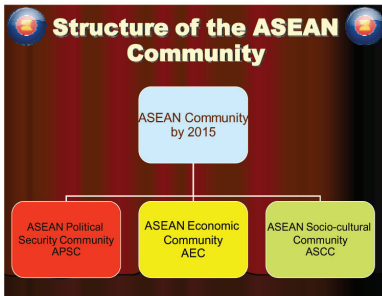 Structure of the ASEAN
Community
ASEAN Community
by 2015
ASEAN Political
Security Community
APSC
ASEAN Economic
Community
AEC
ASEAN Socio-cultural
Community
ASCC